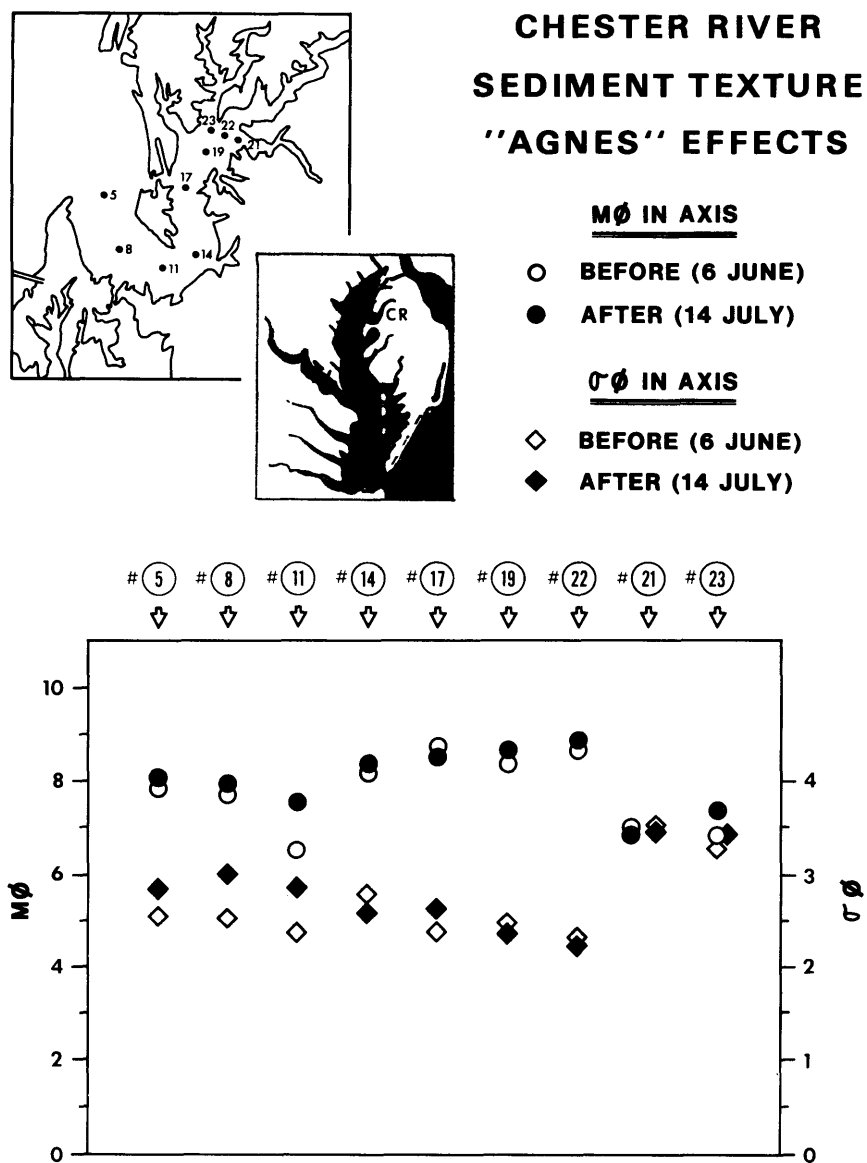 CHESTER RIVER
SEDIMENT TEXTURE
"AGNES" EFFECTS
23
22
21
19
17
5
8
14
11
CR
MØ IN AXIS
BEFORE (6 JUNE)
AFTER (14 JULY)
σØ IN AXIS
BEFORE (6 JUNE)
AFTER (14 JULY)
#5 #8 #11 #14 #17 #19 #22 #21 #23
10
8
6
4
2
0
MØ
4
3
2
1
0
σØ